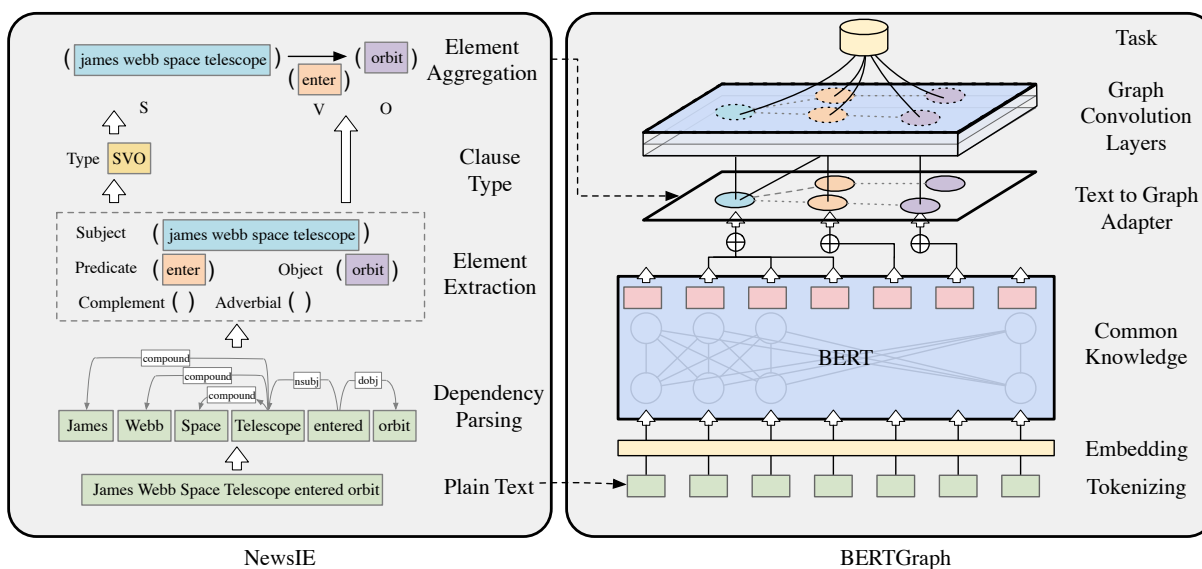 ( james webb space telescope ) ( enter ) ( orbit )
S V O
Element
Aggregation
Type SVO
Clause
Type
Subject ( james webb space telescope )
Predicate ( enter ) Object ( orbit )
Complement ( ) Adverbial ( )
Element
Extraction
compound
compound
compound
nsubj
dobj
James Webb Space Telescope entered orbit
Dependency
Parsing
James Webb Space Telescope entered orbit
Plain Text
NewsIE
Task
Graph
Convolution
Layers
Text to Graph
Adapter
BERT
Common
Knowledge
Embedding
Tokenizing
BERTGraph